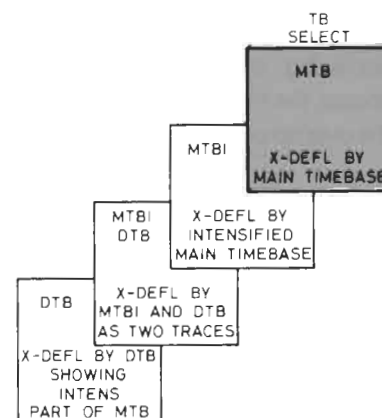 TB
SELECT
MTB
X-DEFL BY
MAIN TIMEBASE
MTBI
X-DEFL BY
INTENSIFIED
MAIN TIMEBASE
MTBI
DTB
X-DEFL BY
MTBI AND DTB
AS TWO TRACES
DTB
X-DEFL BY DTB
SHOWING
INTENS
PART OF MTB